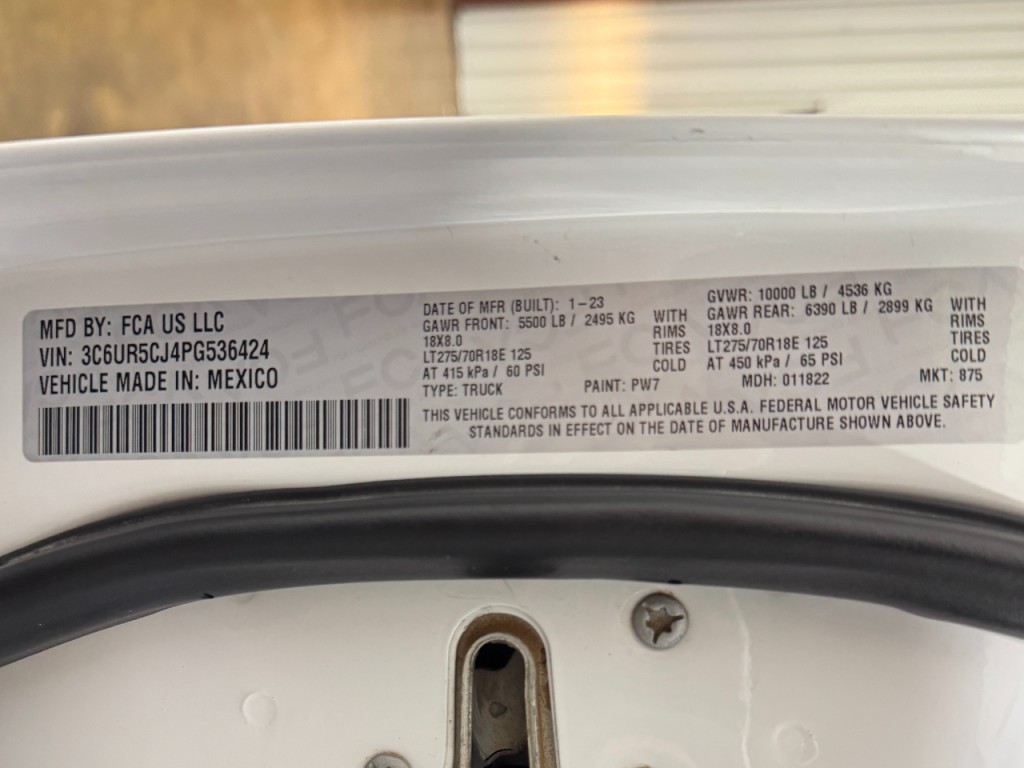 MFD BY: FCA US LLC
VIN: 3C6UR5CJ4PG536424
VEHICLE MADE IN: MEXICO
DATE OF MFR (BUILT): 1-23
GAWR FRONT: 5500 LB / 2495 KG WITH
18X8.0 RIMS
LT275/70R18E 125 TIRES
AT 415 kPa / 60 PSI COLD
TYPE: TRUCK PAINT: PW7
GVWR: 10000 LB / 4536 KG
GAWR REAR: 6390 LB / 2899 KG WITH
18X8.0 RIMS
LT275/70R18E 125 TIRES
AT 450 kPa / 65 PSI COLD
MDH: 011822 MKT: 875
THIS VEHICLE CONFORMS TO ALL APPLICABLE U.S.A. FEDERAL MOTOR VEHICLE SAFETY
STANDARDS IN EFFECT ON THE DATE OF MANUFACTURE SHOWN ABOVE.